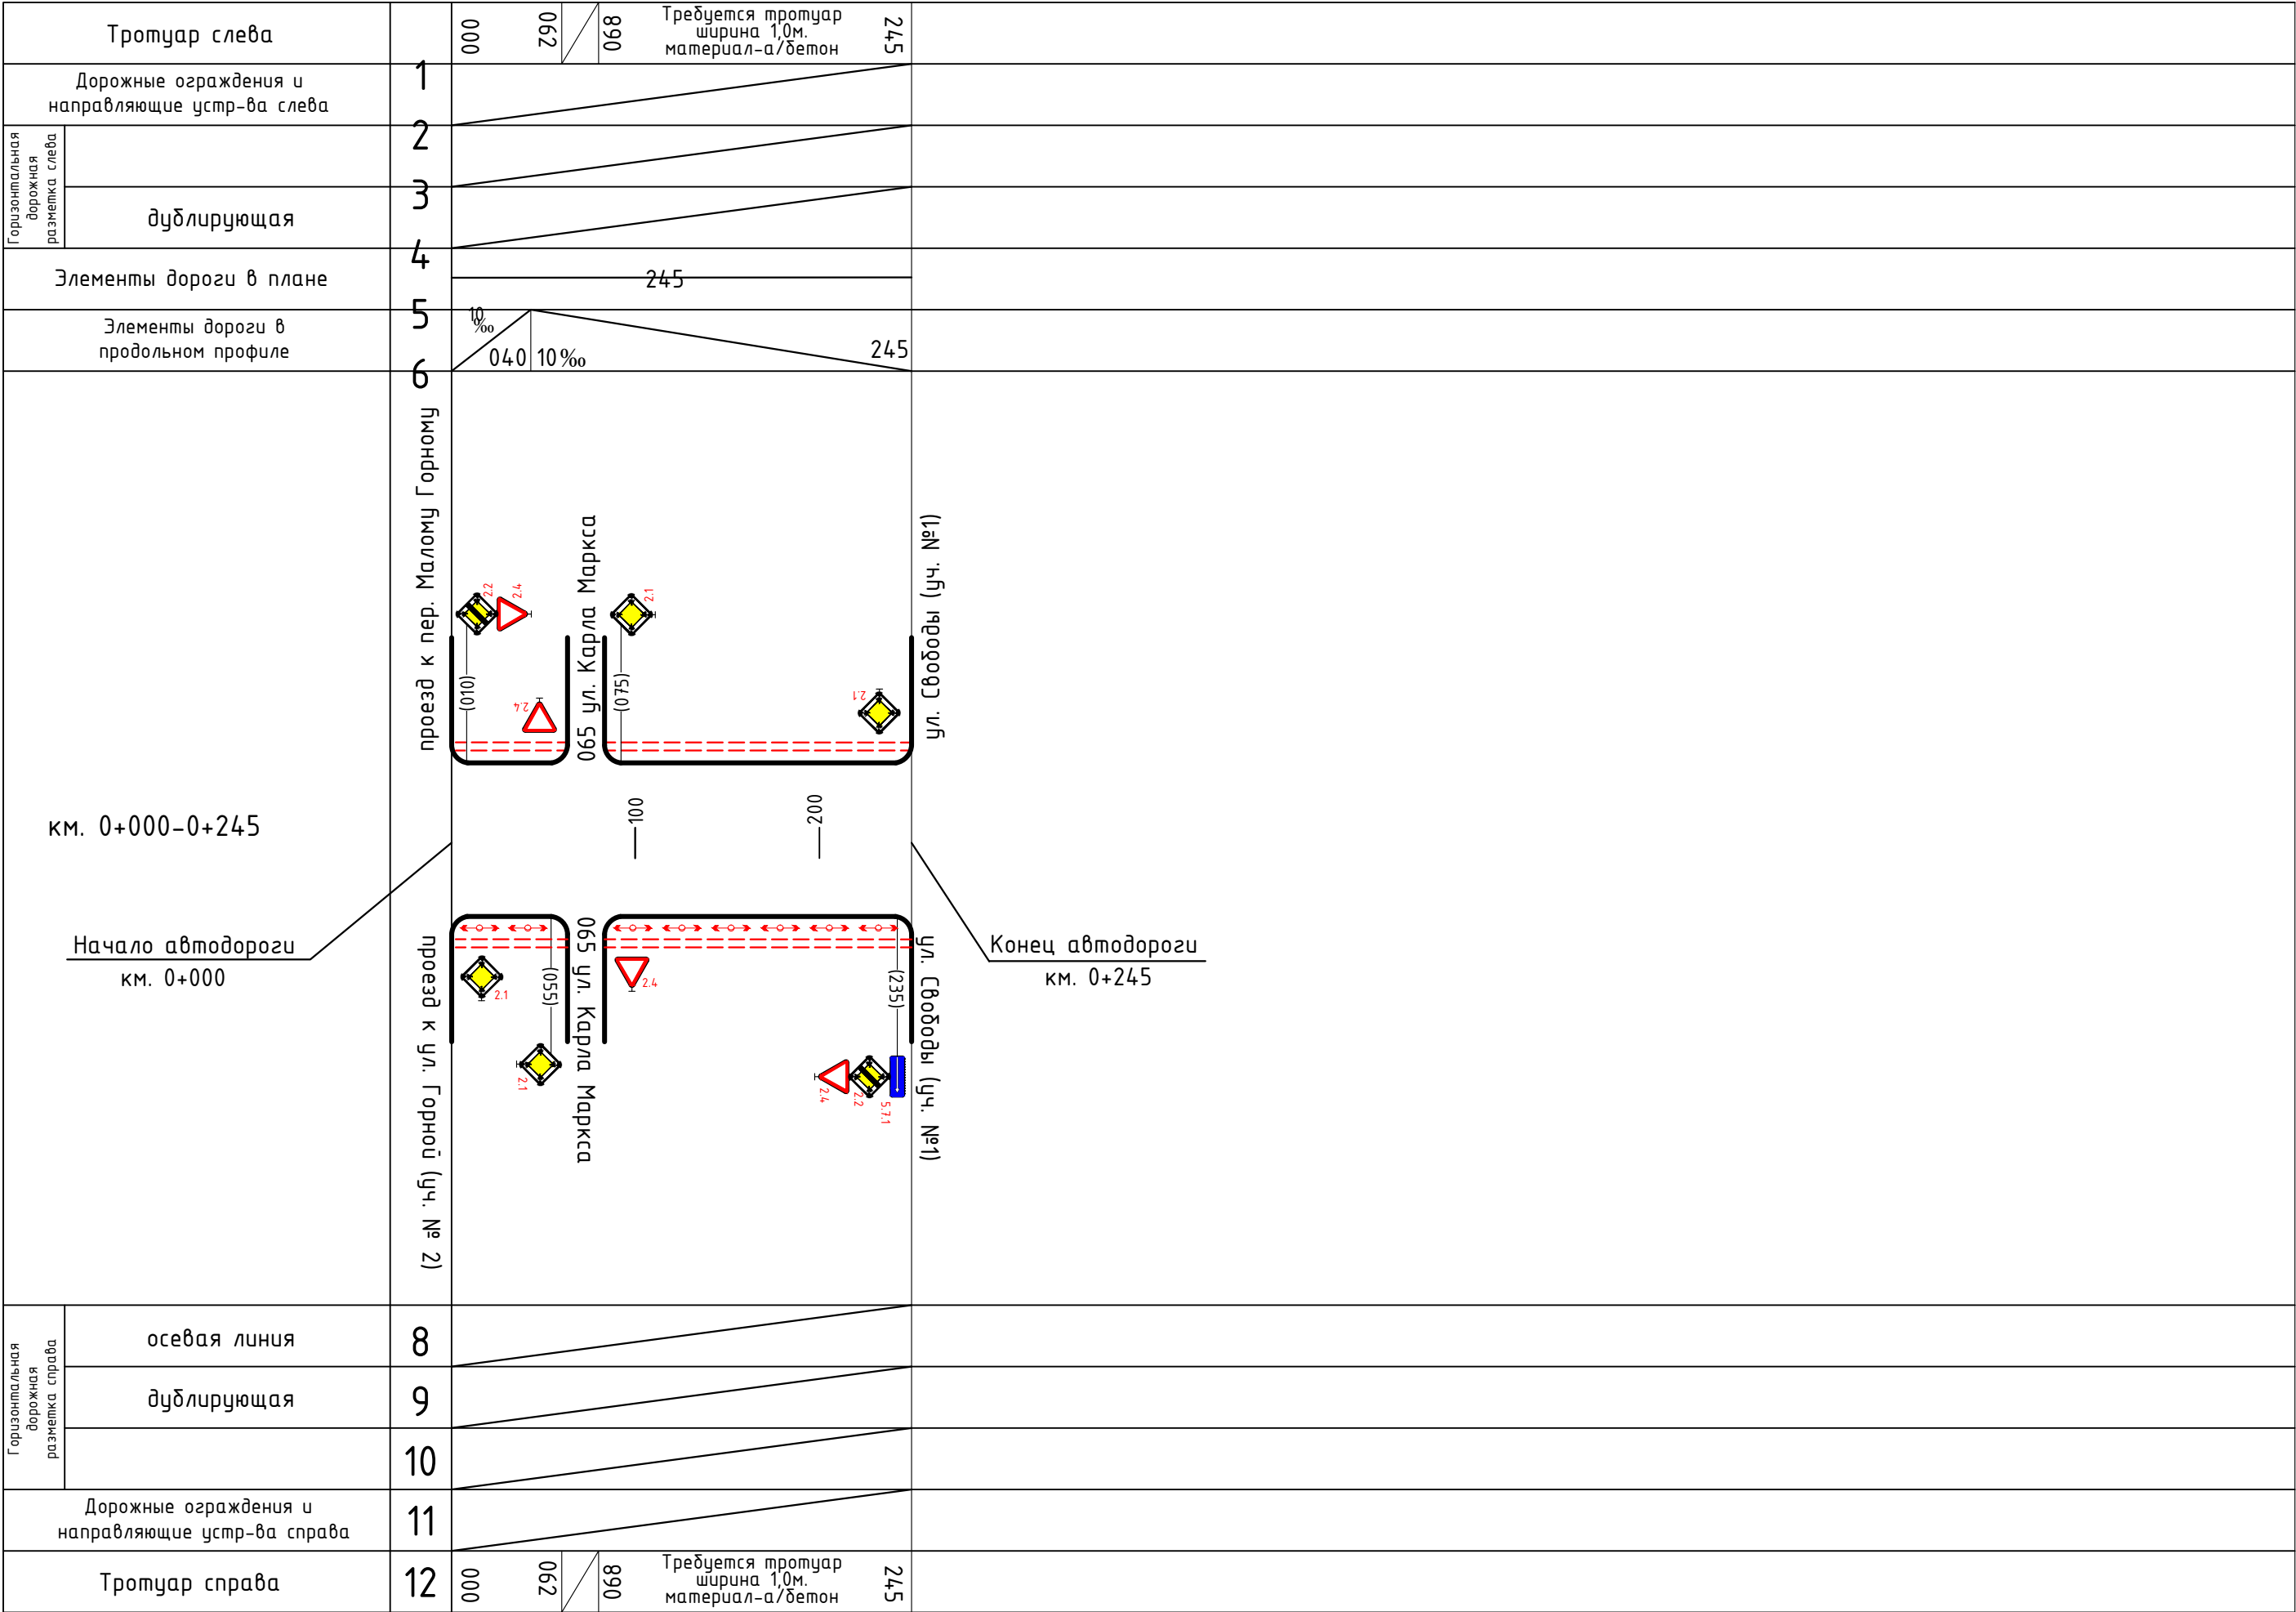 Тротуар слева
000
062
068
Требуется тротуар
ширина 1,0м.
материал-а/бетон
245
1
Дорожные ограждения и
направляющие устр-ва слева
2
Горизонтальная
дорожная
разметка слева
3
дублирующая
4
Элементы дороги в плане
245
5
Элементы дороги в
продольном профиле
10
‰
040
10‰
245
6
проезд к пер. Малому Горному
2.2
2.4
(010)
2.4
065 ул. Карла Маркса
2.1
(075)
2.1
ул. Свободы (уч. №1)
км. 0+000-0+245
100
200
Начало автодороги
км. 0+000
Конец автодороги
км. 0+245
проезд к ул. Горной (уч. № 2)
2.1
(055)
2.1
065 ул. Карла Маркса
2.4
(235)
2.4
2.2
5.7.1
ул. Свободы (уч. №1)
Горизонтальная
дорожная
разметка справа
осевая линия
8
дублирующая
9
10
Дорожные ограждения и
направляющие устр-ва справа
11
Тротуар справа
12
000
062
068
Требуется тротуар
ширина 1,0м.
материал-а/бетон
245